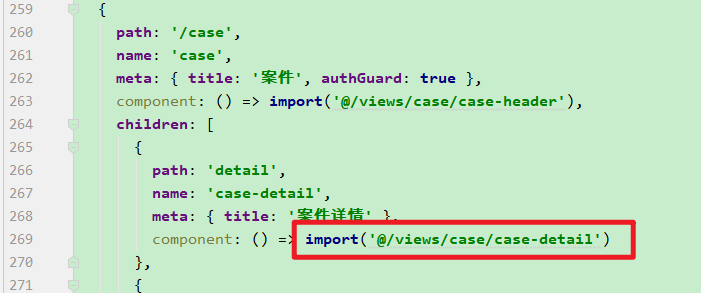 259 {
260 path: '/case',
261 name: 'case',
262 meta: { title: '案件', authGuard: true },
263 component: () => import('@/views/case/case-header'),
264 children: [
265 {
266 path: 'detail',
267 name: 'case-detail',
268 meta: { title: '案件详情' },
269 component: () => import('@/views/case/case-detail')
270 },
271 {